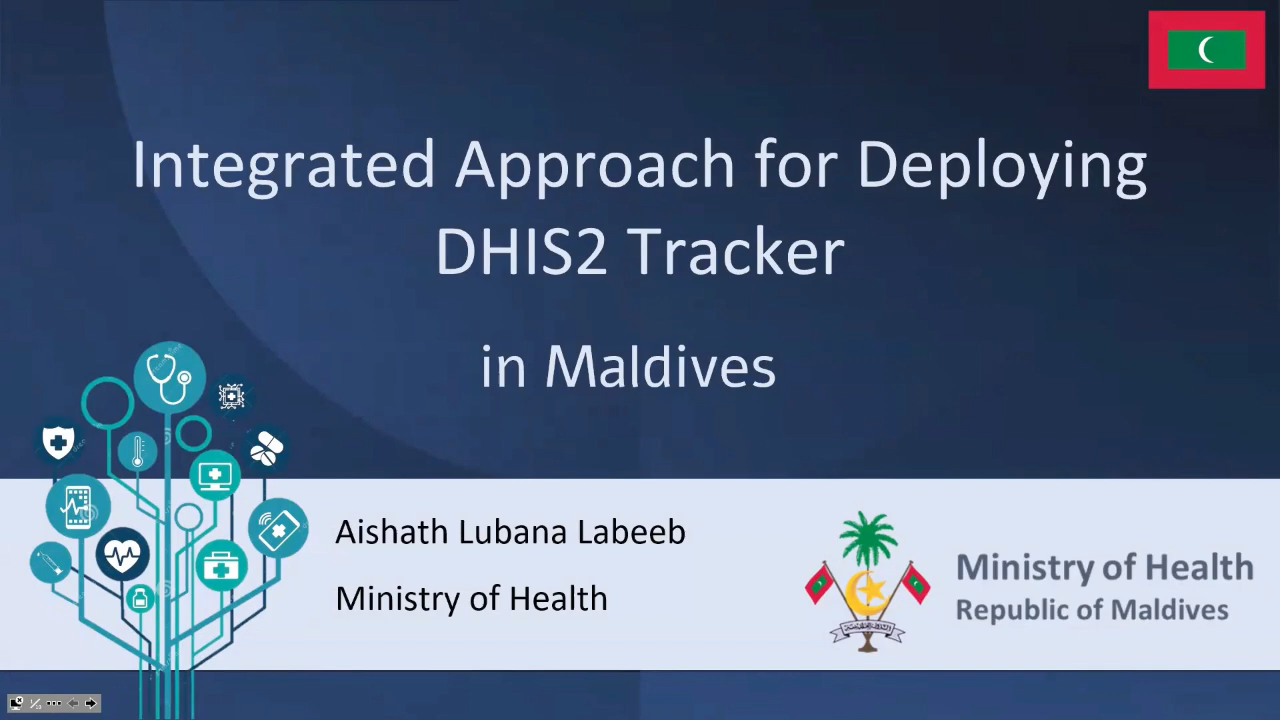 Integrated Approach for Deploying
DHIS2 Tracker
in Maldives
Aishath Lubana Labeeb
Ministry of Health
Ministry of Health
Republic of Maldives